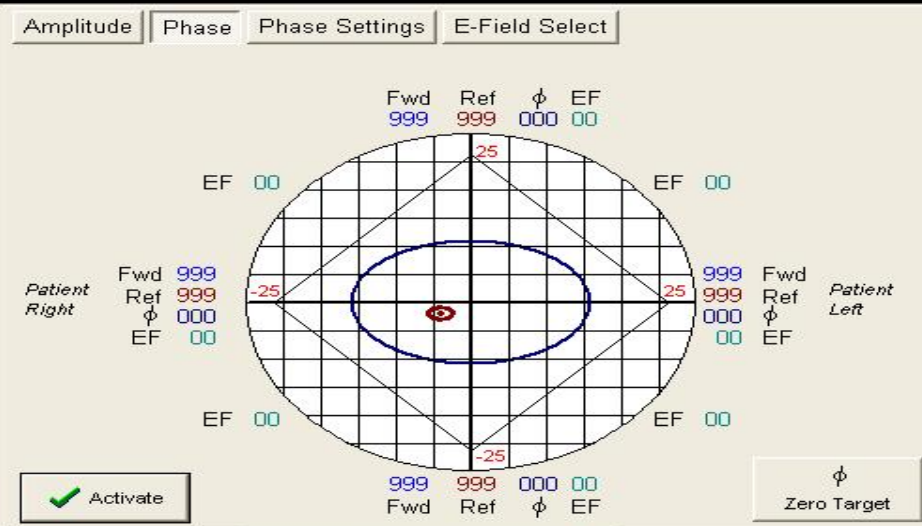 Amplitude Phase Phase Settings E-Field Select
Fwd Ref ϕ EF
999 999 000 00
25
EF 00 EF 00
Fwd 999 999 Fwd
Patient Right Ref 999 -25 25 999 Ref Patient Left
ϕ 000 000 ϕ
EF 00 00 EF
EF 00 EF 00
-25
999 999 000 00
Fwd Ref ϕ EF
Activate
ϕ
Zero Target